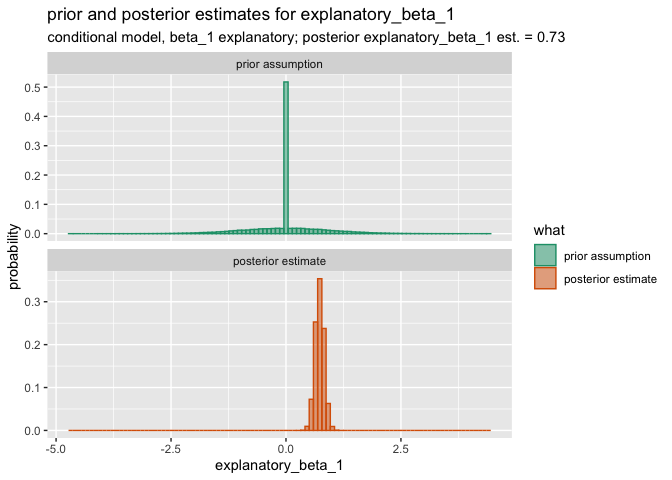 prior and posterior estimates for explanatory_beta_1
conditional model, beta_1 explanatory; posterior explanatory_beta_1 est. = 0.73
prior assumption
0.5
0.4
0.3
0.2
0.1
0.0
posterior estimate
0.3
0.2
0.1
0.0
-5.0
-2.5
0.0
2.5
explanatory_beta_1
probability
what
prior assumption
posterior estimate